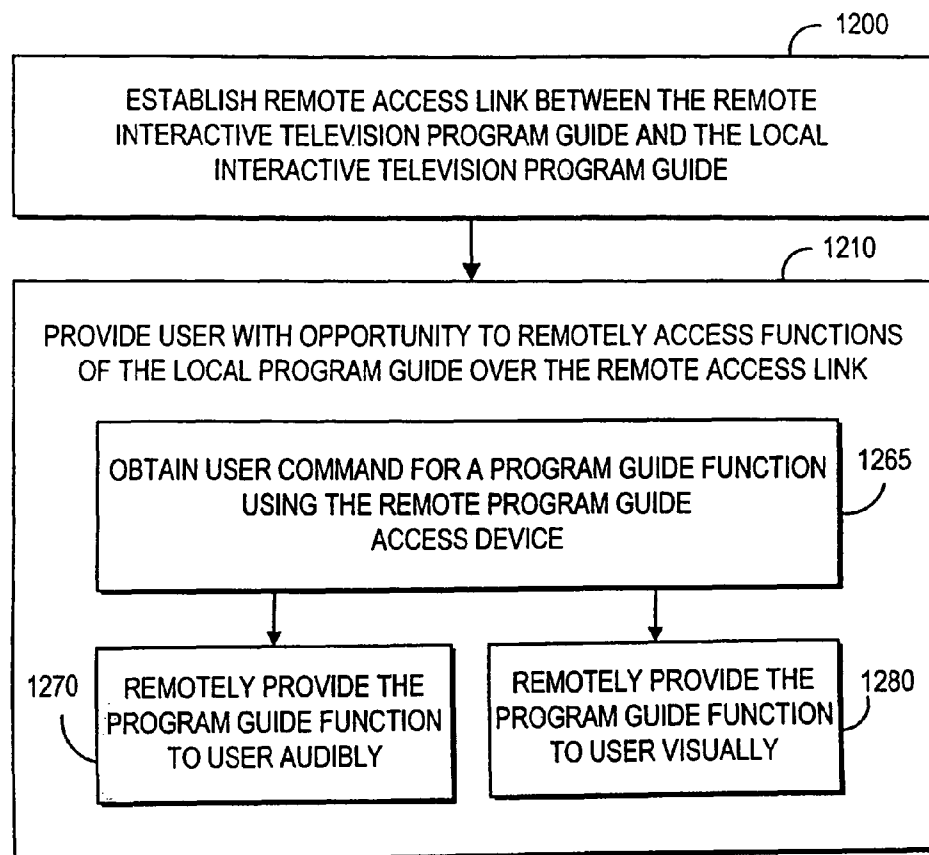 1200
ESTABLISH REMOTE ACCESS LINK BETWEEN THE REMOTE
INTERACTIVE TELEVISION PROGRAM GUIDE AND THE LOCAL
INTERACTIVE TELEVISION PROGRAM GUIDE
1210
PROVIDE USER WITH OPPORTUNITY TO REMOTELY ACCESS FUNCTIONS
OF THE LOCAL PROGRAM GUIDE OVER THE REMOTE ACCESS LINK
OBTAIN USER COMMAND FOR A PROGRAM GUIDE FUNCTION
USING THE REMOTE PROGRAM GUIDE
ACCESS DEVICE
1265
1270
REMOTELY PROVIDE THE
PROGRAM GUIDE FUNCTION
TO USER AUDIBLY
REMOTELY PROVIDE THE
PROGRAM GUIDE FUNCTION
TO USER VISUALLY
1280